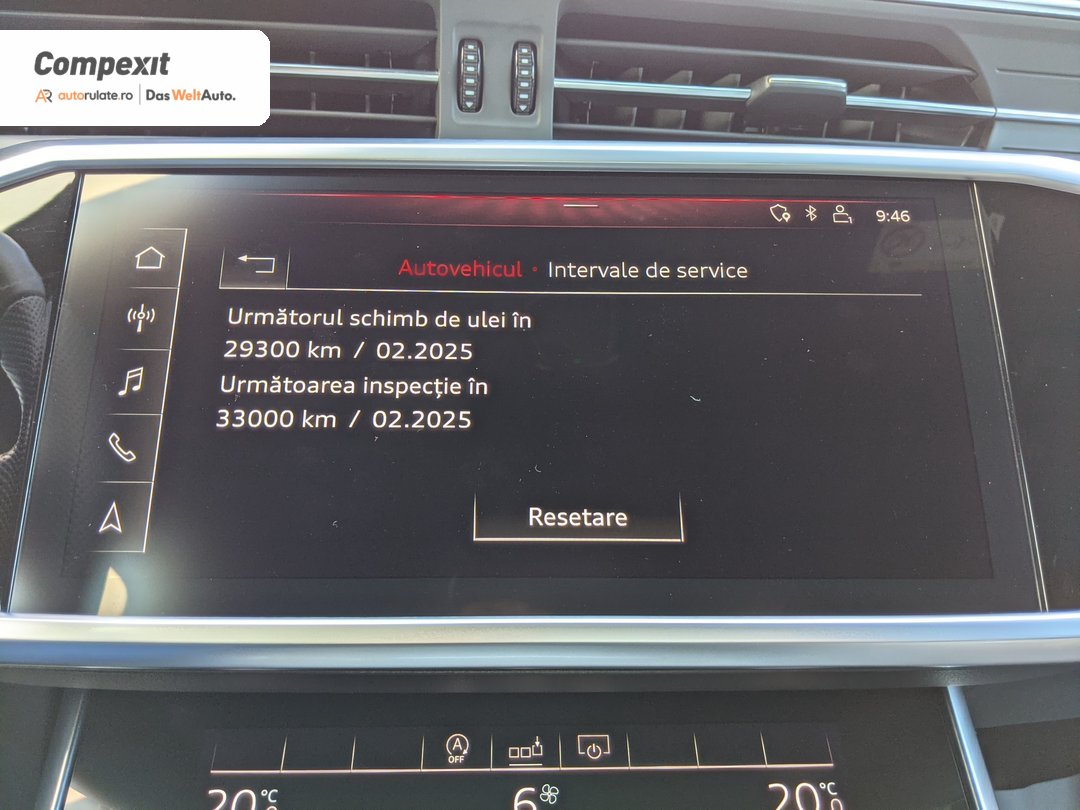 Compexit
AR autorulate.ro | Das WeltAuto.
9:46
Autovehicul • Intervale de service
Următorul schimb de ulei în
29300 km / 02.2025
Următoarea inspecție în
33000 km / 02.2025
Resetare
A
OFF
20°C 6 20°C